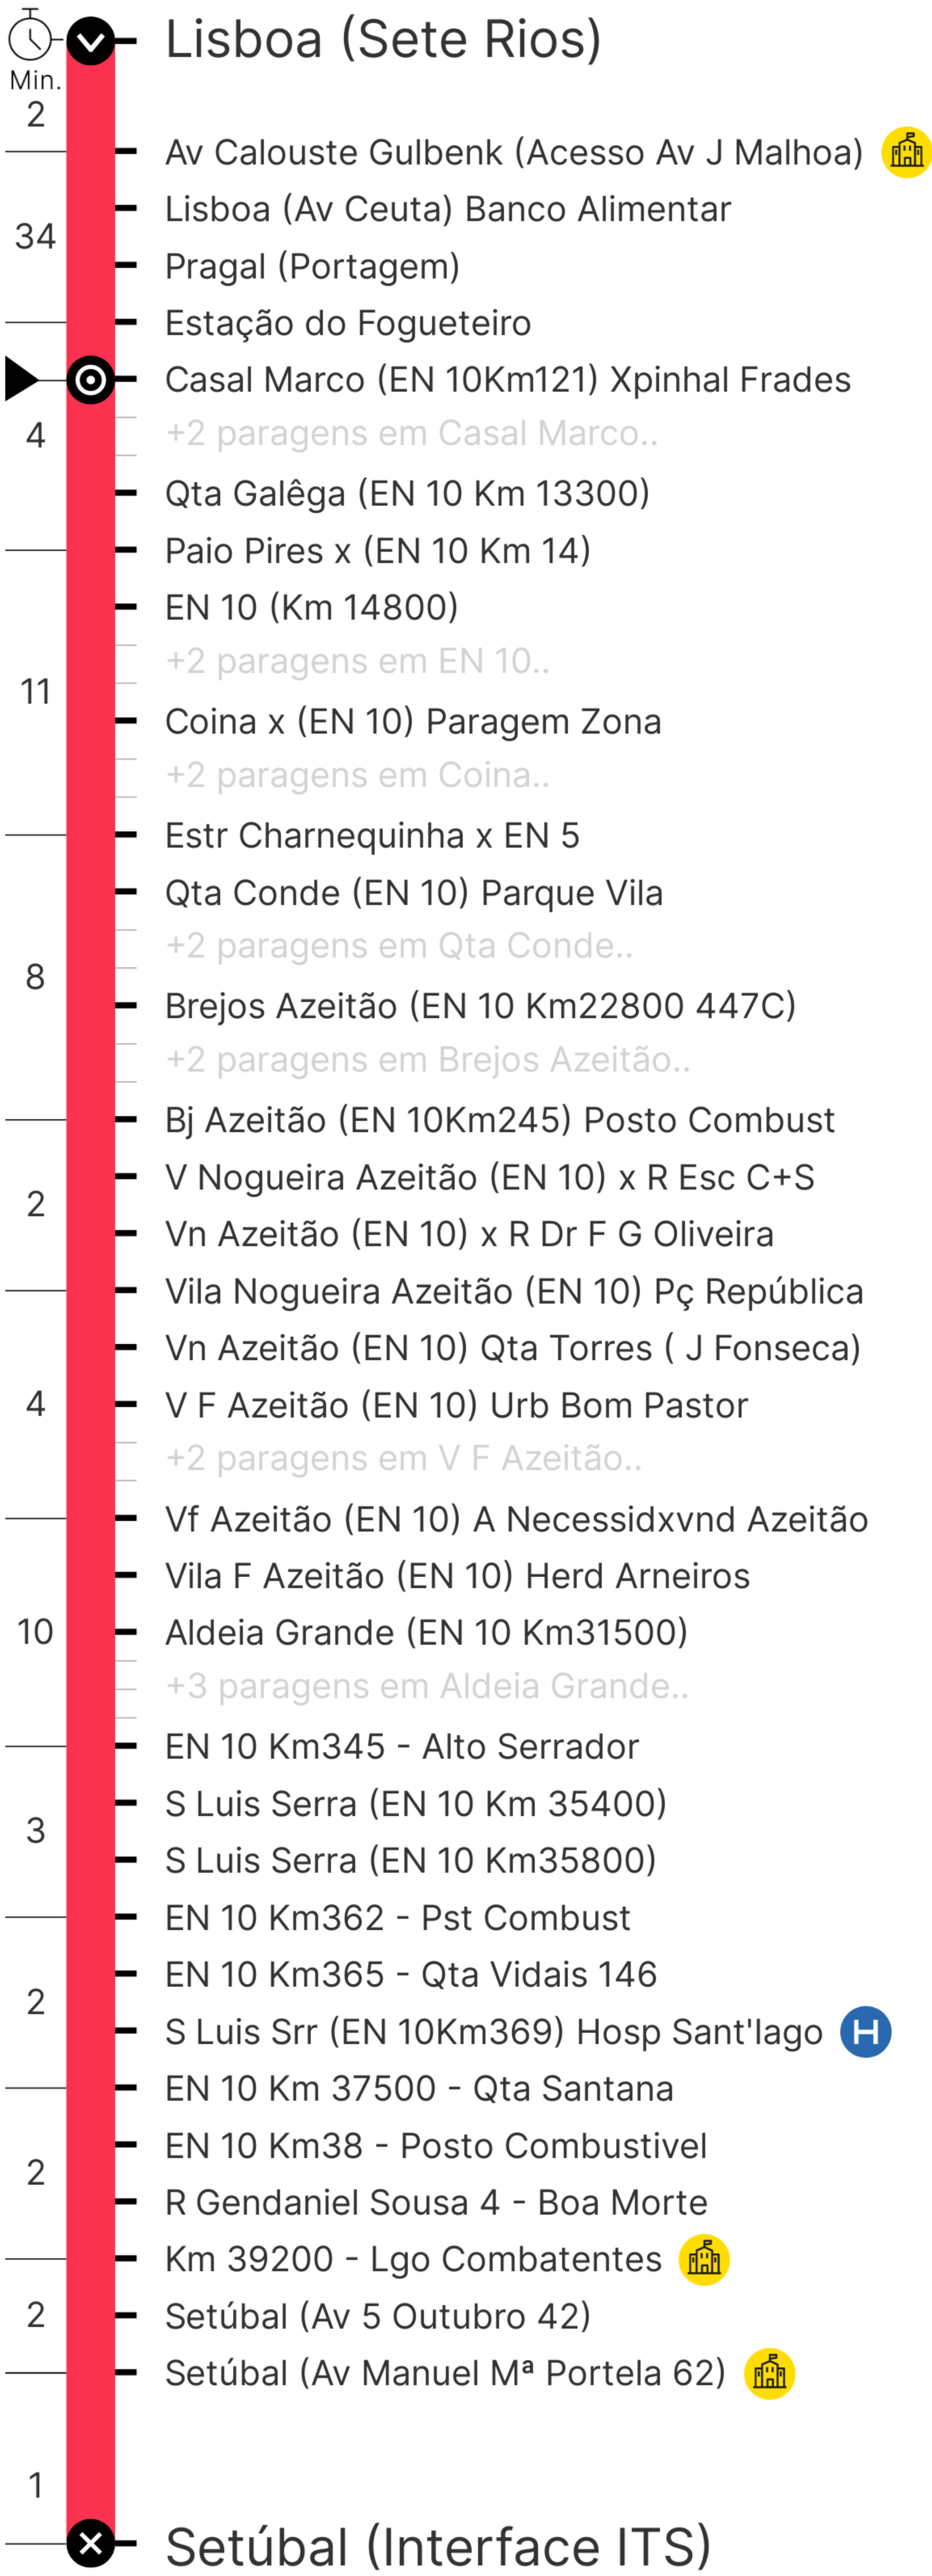 Lisboa (Sete Rios)
Min.
2
Av Calouste Gulbenk (Acesso Av J Malhoa)
Lisboa (Av Ceuta) Banco Alimentar
34
Pragal (Portagem)
Estação do Fogueteiro
Casal Marco (EN 10Km121) Xpinhal Frades
4
+2 paragens em Casal Marco..
Qta Galêga (EN 10 Km 13300)
Paio Pires x (EN 10 Km 14)
EN 10 (Km 14800)
+2 paragens em EN 10..
11
Coina x (EN 10) Paragem Zona
+2 paragens em Coina..
Estr Charnequinha x EN 5
Qta Conde (EN 10) Parque Vila
+2 paragens em Qta Conde..
8
Brejos Azeitão (EN 10 Km22800 447C)
+2 paragens em Brejos Azeitão..
Bj Azeitão (EN 10Km245) Posto Combust
V Nogueira Azeitão (EN 10) x R Esc C+S
2
Vn Azeitão (EN 10) x R Dr F G Oliveira
Vila Nogueira Azeitão (EN 10) Pç República
Vn Azeitão (EN 10) Qta Torres ( J Fonseca)
4
V F Azeitão (EN 10) Urb Bom Pastor
+2 paragens em V F Azeitão..
Vf Azeitão (EN 10) A Necessidxvnd Azeitão
Vila F Azeitão (EN 10) Herd Arneiros
10
Aldeia Grande (EN 10 Km31500)
+3 paragens em Aldeia Grande..
EN 10 Km345 - Alto Serrador
S Luis Serra (EN 10 Km 35400)
3
S Luis Serra (EN 10 Km35800)
EN 10 Km362 - Pst Combust
EN 10 Km365 - Qta Vidais 146
2
S Luis Srr (EN 10Km369) Hosp Sant'Iago
H
EN 10 Km 37500 - Qta Santana
EN 10 Km38 - Posto Combustivel
2
R Gendaniel Sousa 4 - Boa Morte
Km 39200 - Lgo Combatentes
2
Setúbal (Av 5 Outubro 42)
Setúbal (Av Manuel Mª Portela 62)
1
Setúbal (Interface ITS)